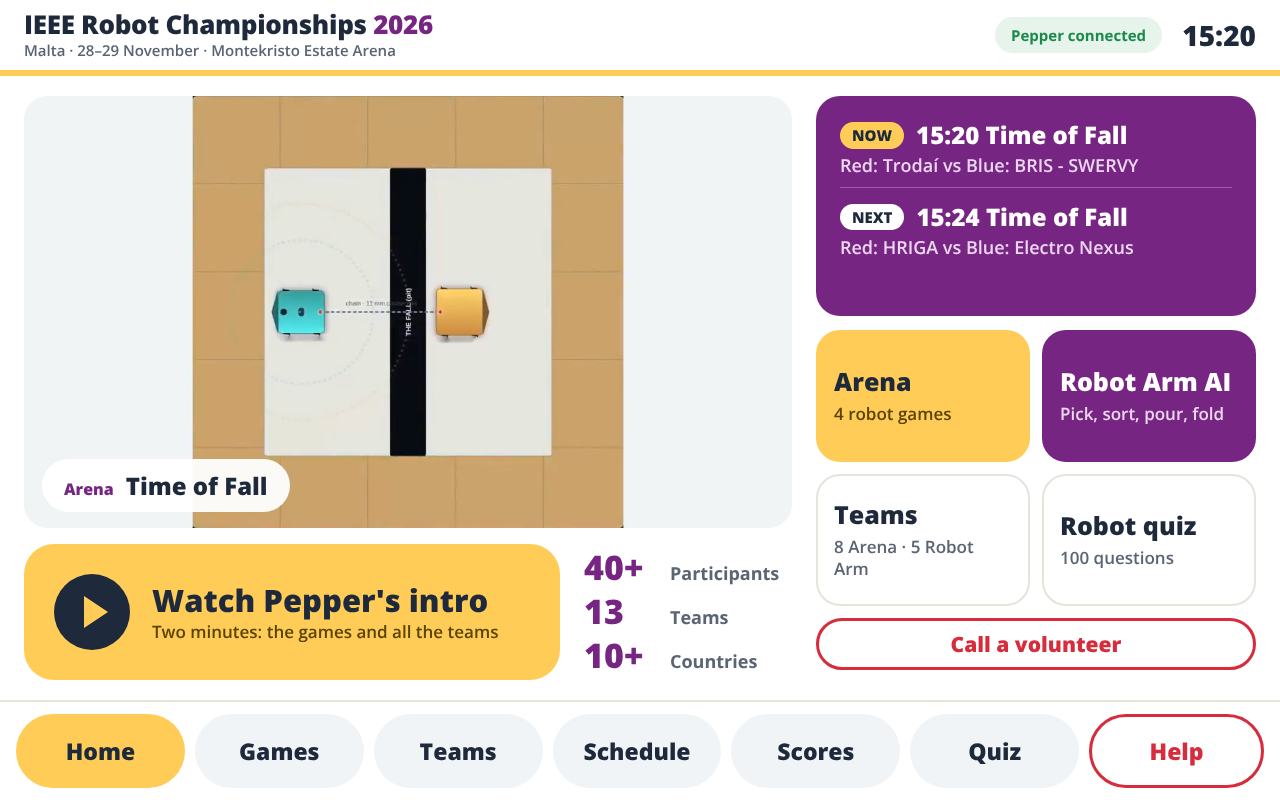 IEEE Robot Championships 2026
Malta · 28–29 November · Montekristo Estate Arena
Pepper connected
15:20
THE FALL (pit)
Arena Time of Fall
NOW 15:20 Time of Fall
Red: Trodaí vs Blue: BRIS - SWERVY
NEXT 15:24 Time of Fall
Red: HRIGA vs Blue: Electro Nexus
Arena
4 robot games
Robot Arm AI
Pick, sort, pour, fold
Teams
8 Arena · 5 Robot
Arm
Robot quiz
100 questions
Watch Pepper's intro
Two minutes: the games and all the teams
40+ Participants
13 Teams
10+ Countries
Call a volunteer
Home
Games
Teams
Schedule
Scores
Quiz
Help